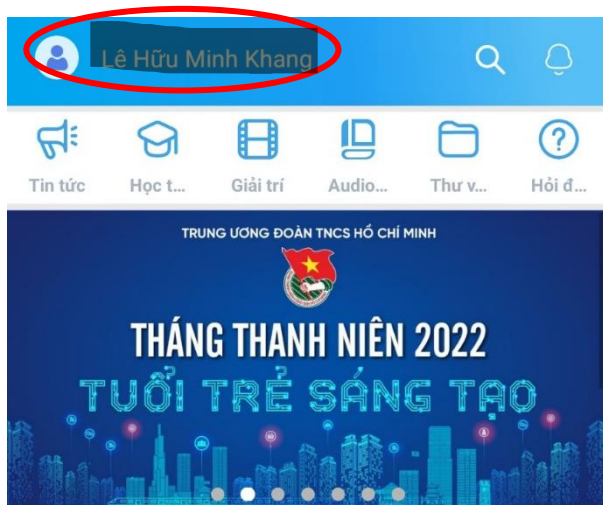 Lê Hữu Minh Khang
Tin tức Học t... Giải trí Audio... Thư v... Hỏi đ...
TRUNG ƯƠNG ĐOÀN TNCS HỒ CHÍ MINH
THÁNG THANH NIÊN 2022
TUỔI TRẺ SÁNG TẠO